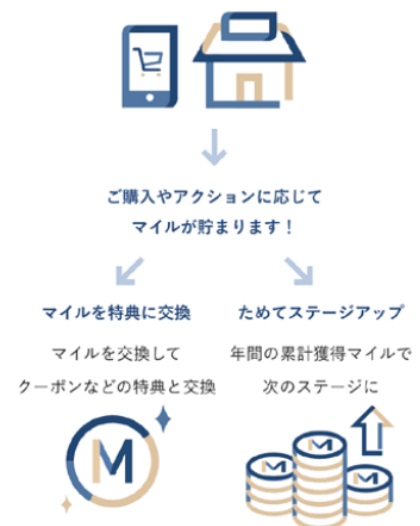 ご購入やアクションに応じて
マイルが貯まります！
マイルを特典に交換
マイルを交換して
クーポンなどの特典と交換
M
ためてステージアップ
年間の累計獲得マイルで
次のステージに
M
M
M